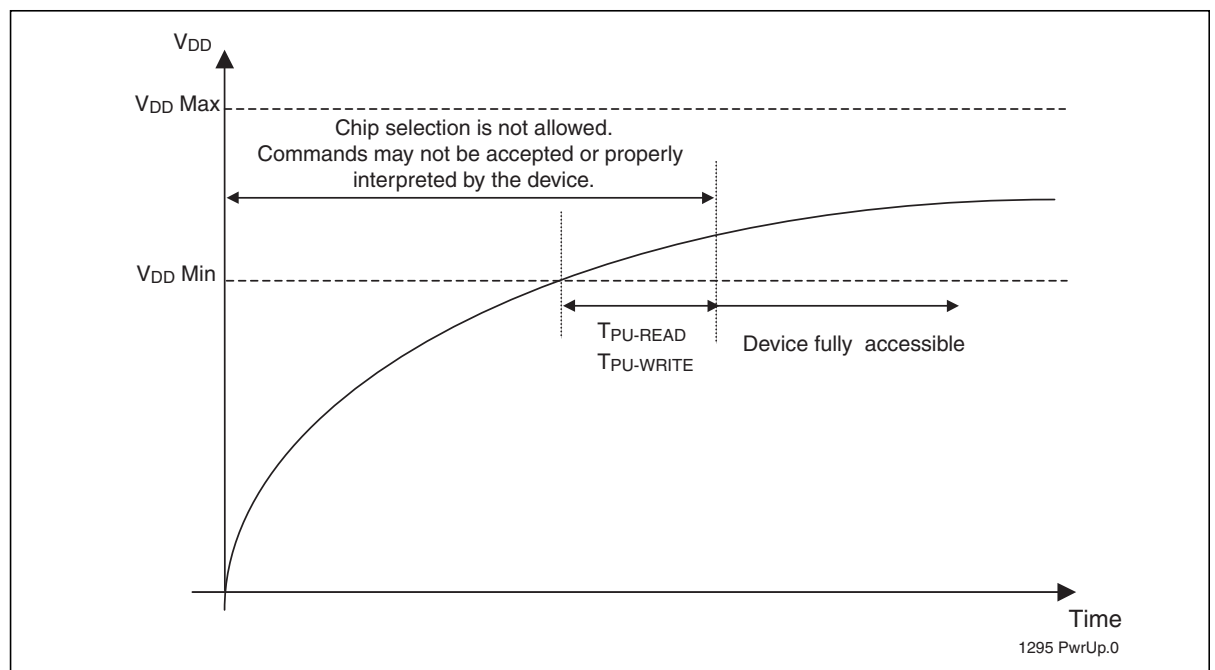 VDD
VDD Max
Chip selection is not allowed.
Commands may not be accepted or properly
interpreted by the device.
VDD Min
TPU-READ
TPU-WRITE
Device fully accessible
Time
1295 PwrUp.0